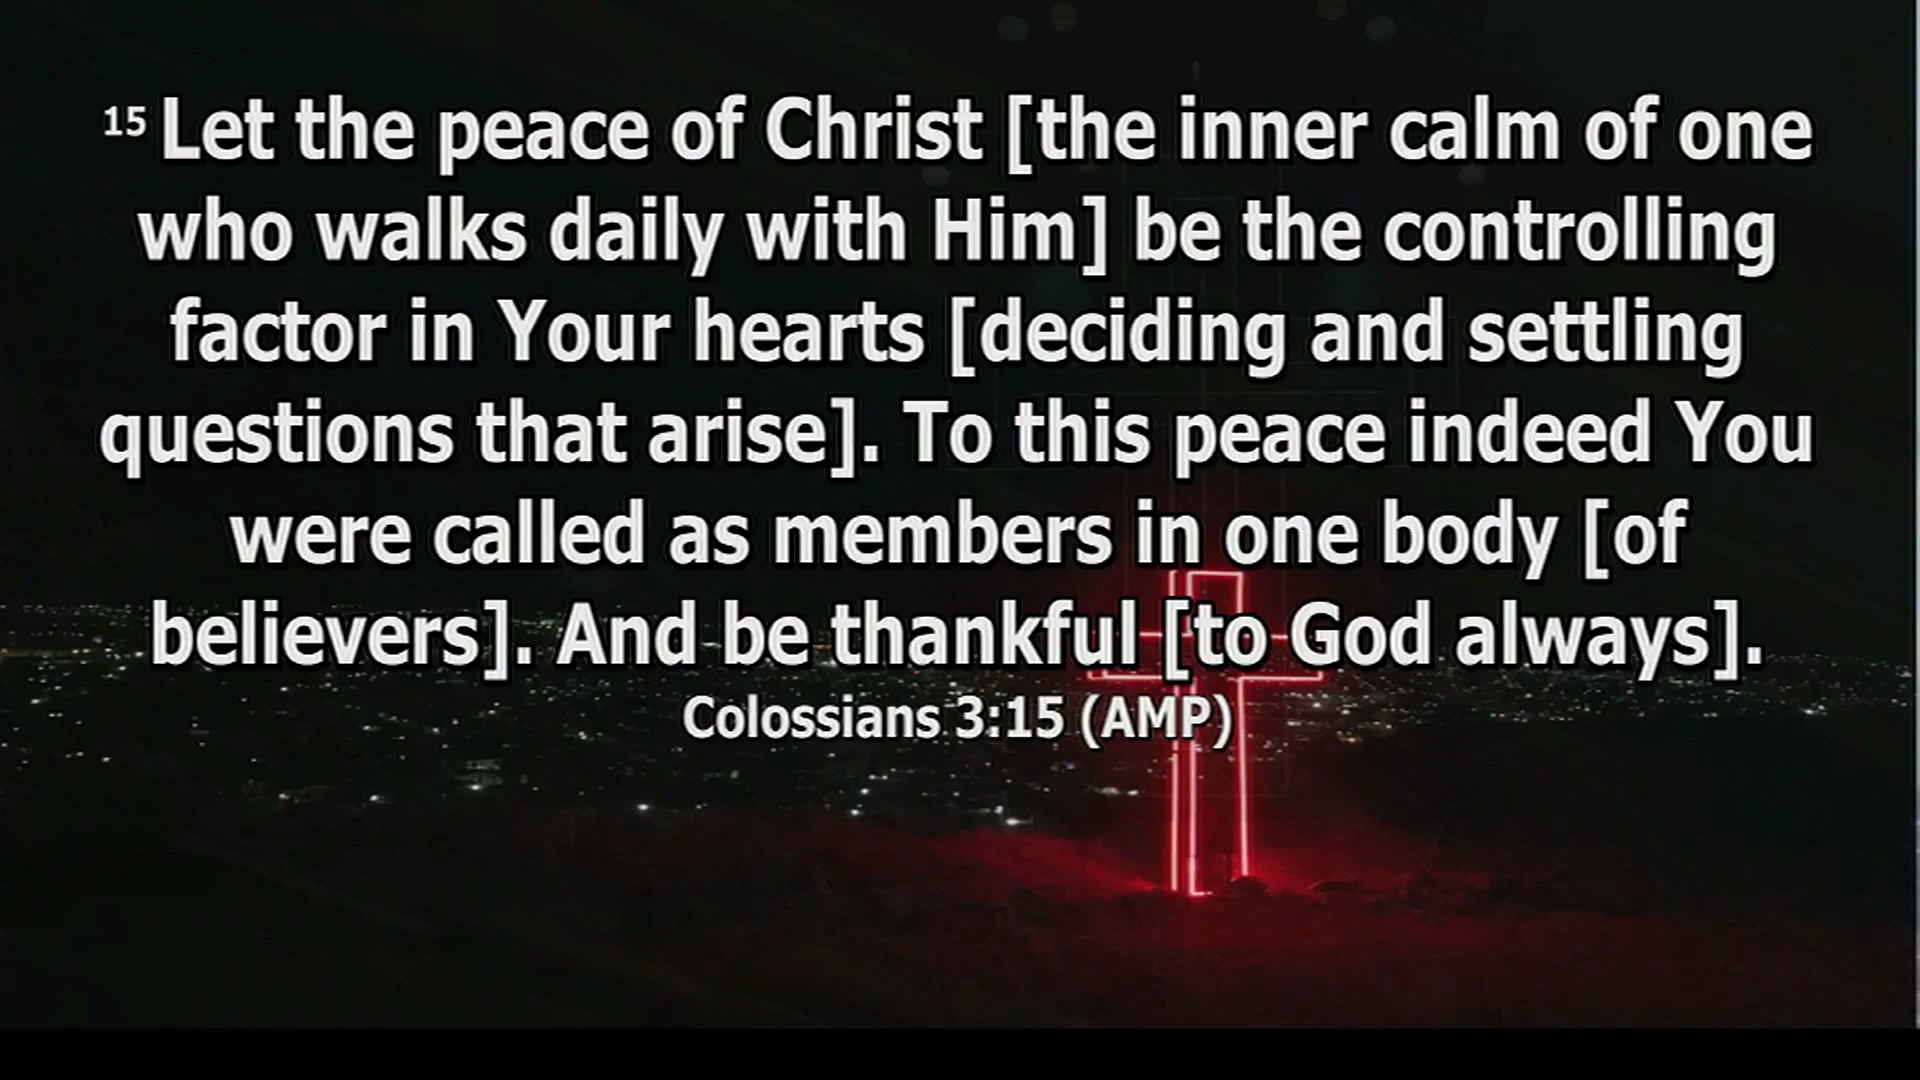 15 Let the peace of Christ [the inner calm of one
who walks daily with Him] be the controlling
factor in Your hearts [deciding and settling
questions that arise]. To this peace indeed You
were called as members in one body [of
believers]. And be thankful [to God always].
Colossians 3:15 (AMP)